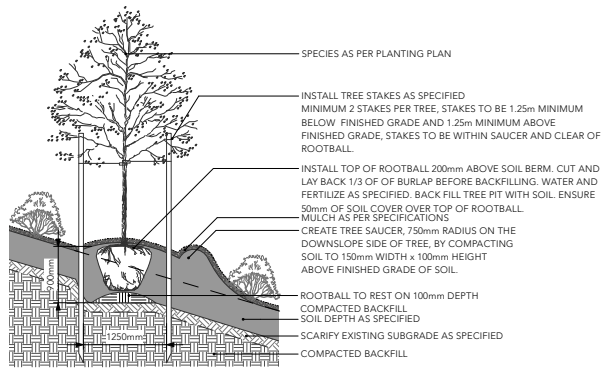 SPECIES AS PER PLANTING PLAN
INSTALL TREE STAKES AS SPECIFIED
MINIMUM 2 STAKES PER TREE, STAKES TO BE 1.25m MINIMUM
BELOW FINISHED GRADE AND 1.25m MINIMUM ABOVE
FINISHED GRADE, STAKES TO BE WITHIN SAUCER AND CLEAR OF
ROOTBALL.
INSTALL TOP OF ROOTBALL 200mm ABOVE SOIL BERM. CUT AND
LAY BACK 1/3 OF OF BURLAP BEFORE BACKFILLING. WATER AND
FERTILIZE AS SPECIFIED. BACK FILL TREE PIT WITH SOIL. ENSURE
50mm OF SOIL COVER OVER TOP OF ROOTBALL.
MULCH AS PER SPECIFICATIONS
CREATE TREE SAUCER, 750mm RADIUS ON THE
DOWNSLOPE SIDE OF TREE, BY COMPACTING
SOIL TO 150mm WIDTH x 100mm HEIGHT
ABOVE FINISHED GRADE OF SOIL.
900mm
ROOTBALL TO REST ON 100mm DEPTH
COMPACTED BACKFILL
SOIL DEPTH AS SPECIFIED
SCARIFY EXISTING SUBGRADE AS SPECIFIED
1250mm
COMPACTED BACKFILL